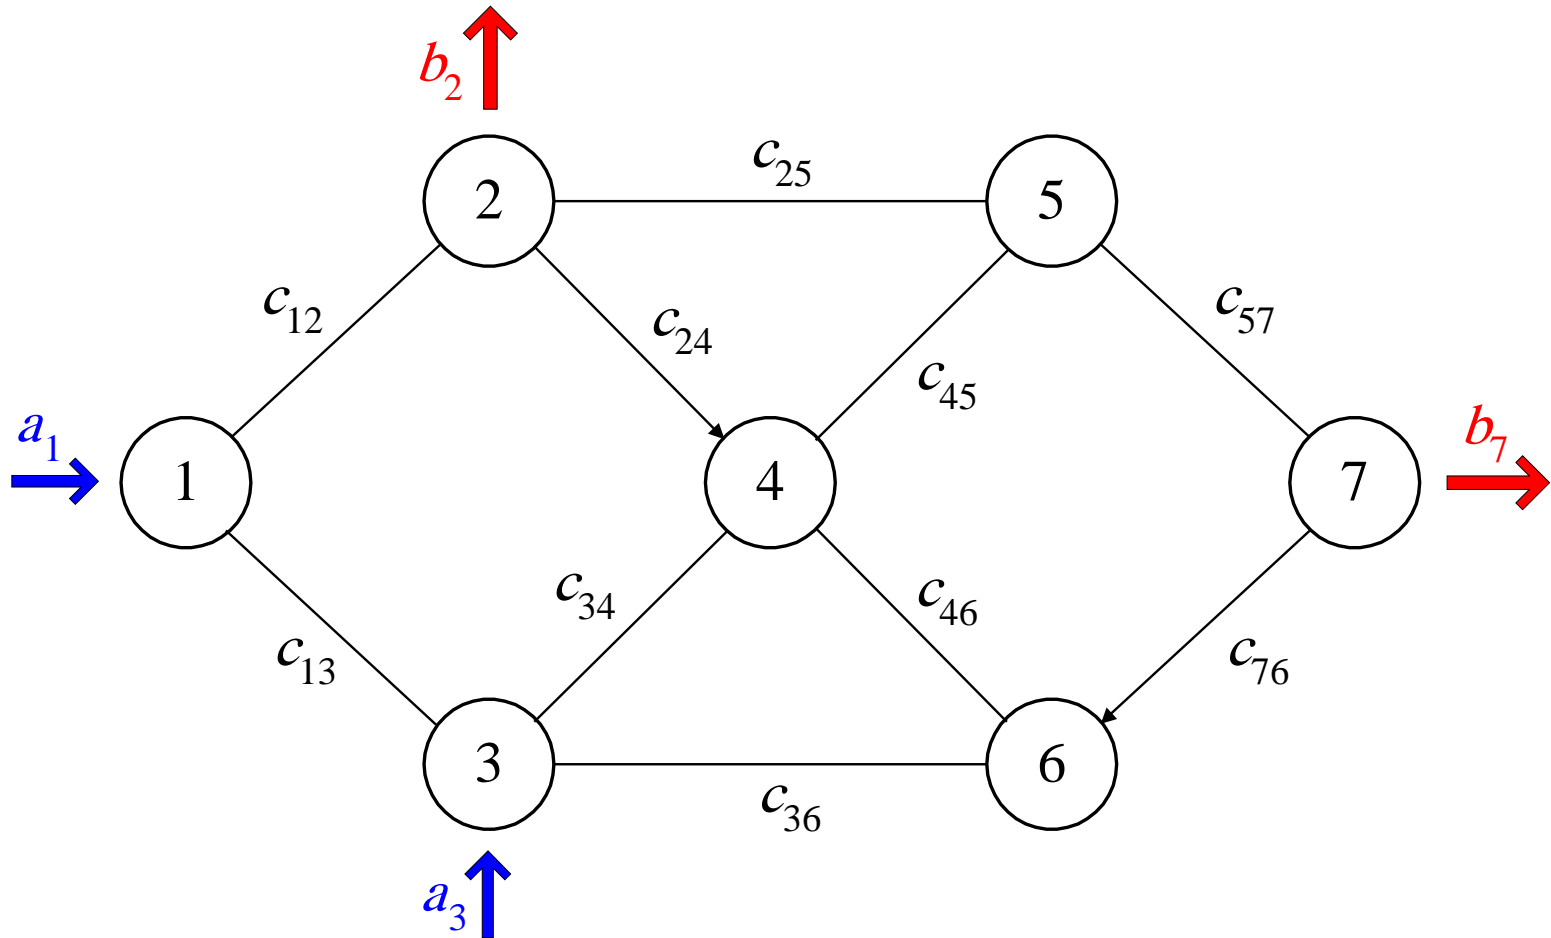 b₂
c₂₅
2
5
c₁₂
c₂₄
c₅₇
c₄₅
a₁
b₇
1
4
7
c₃₄
c₄₆
c₁₃
c₇₆
3
6
c₃₆
a₃